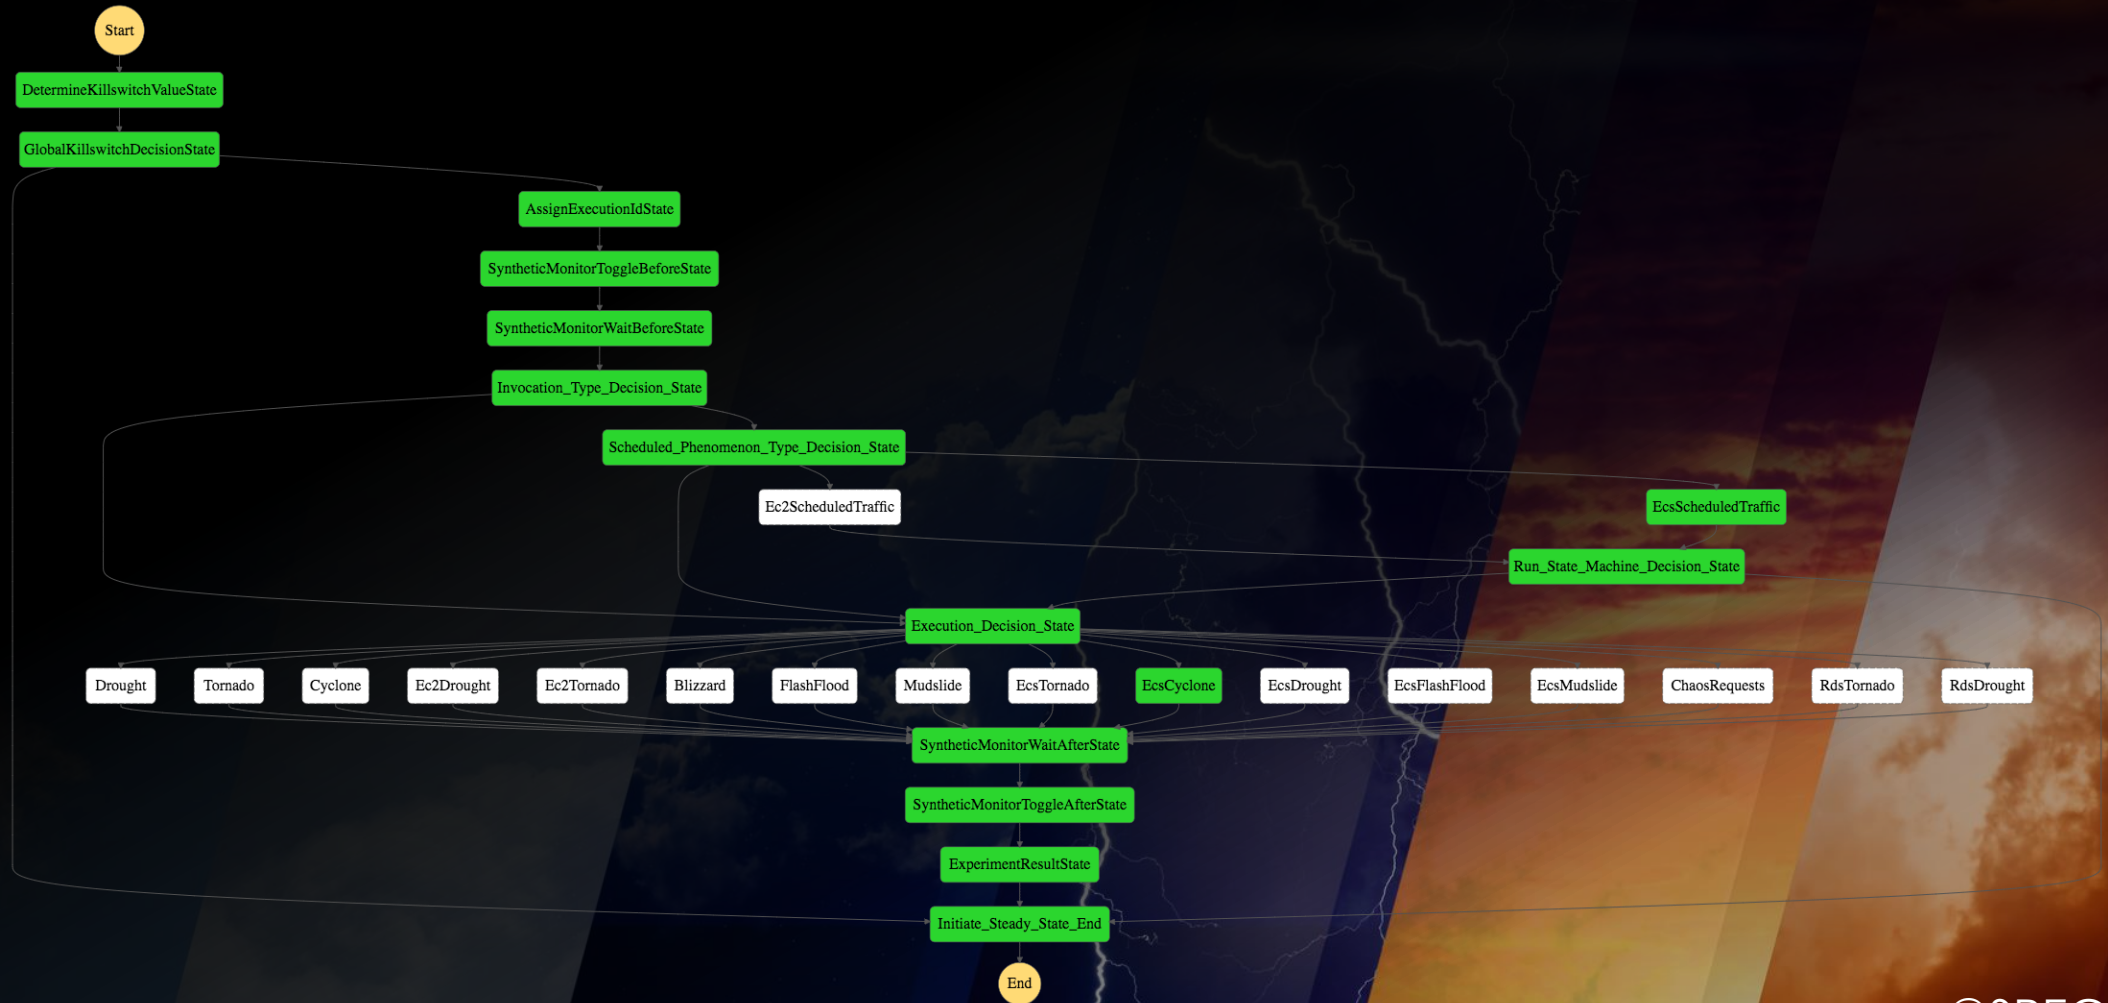 Start
DetermineKillswitchValueState
GlobalKillswitchDecisionState
AssignExecutionIdState
SyntheticMonitorToggleBeforeState
SyntheticMonitorWaitBeforeState
Invocation_Type_Decision_State
Scheduled_Phenomenon_Type_Decision_State
Ec2ScheduledTraffic
EcsScheduledTraffic
Run_State_Machine_Decision_State
Execution_Decision_State
Drought
Tornado
Cyclone
Ec2Drought
Ec2Tornado
Blizzard
FlashFlood
Mudslide
EcsTornado
EcsCyclone
EcsDrought
EcsFlashFlood
EcsMudslide
ChaosRequests
RdsTornado
RdsDrought
SyntheticMonitorWaitAfterState
SyntheticMonitorToggleAfterState
ExperimentResultState
Initiate_Steady_State_End
End